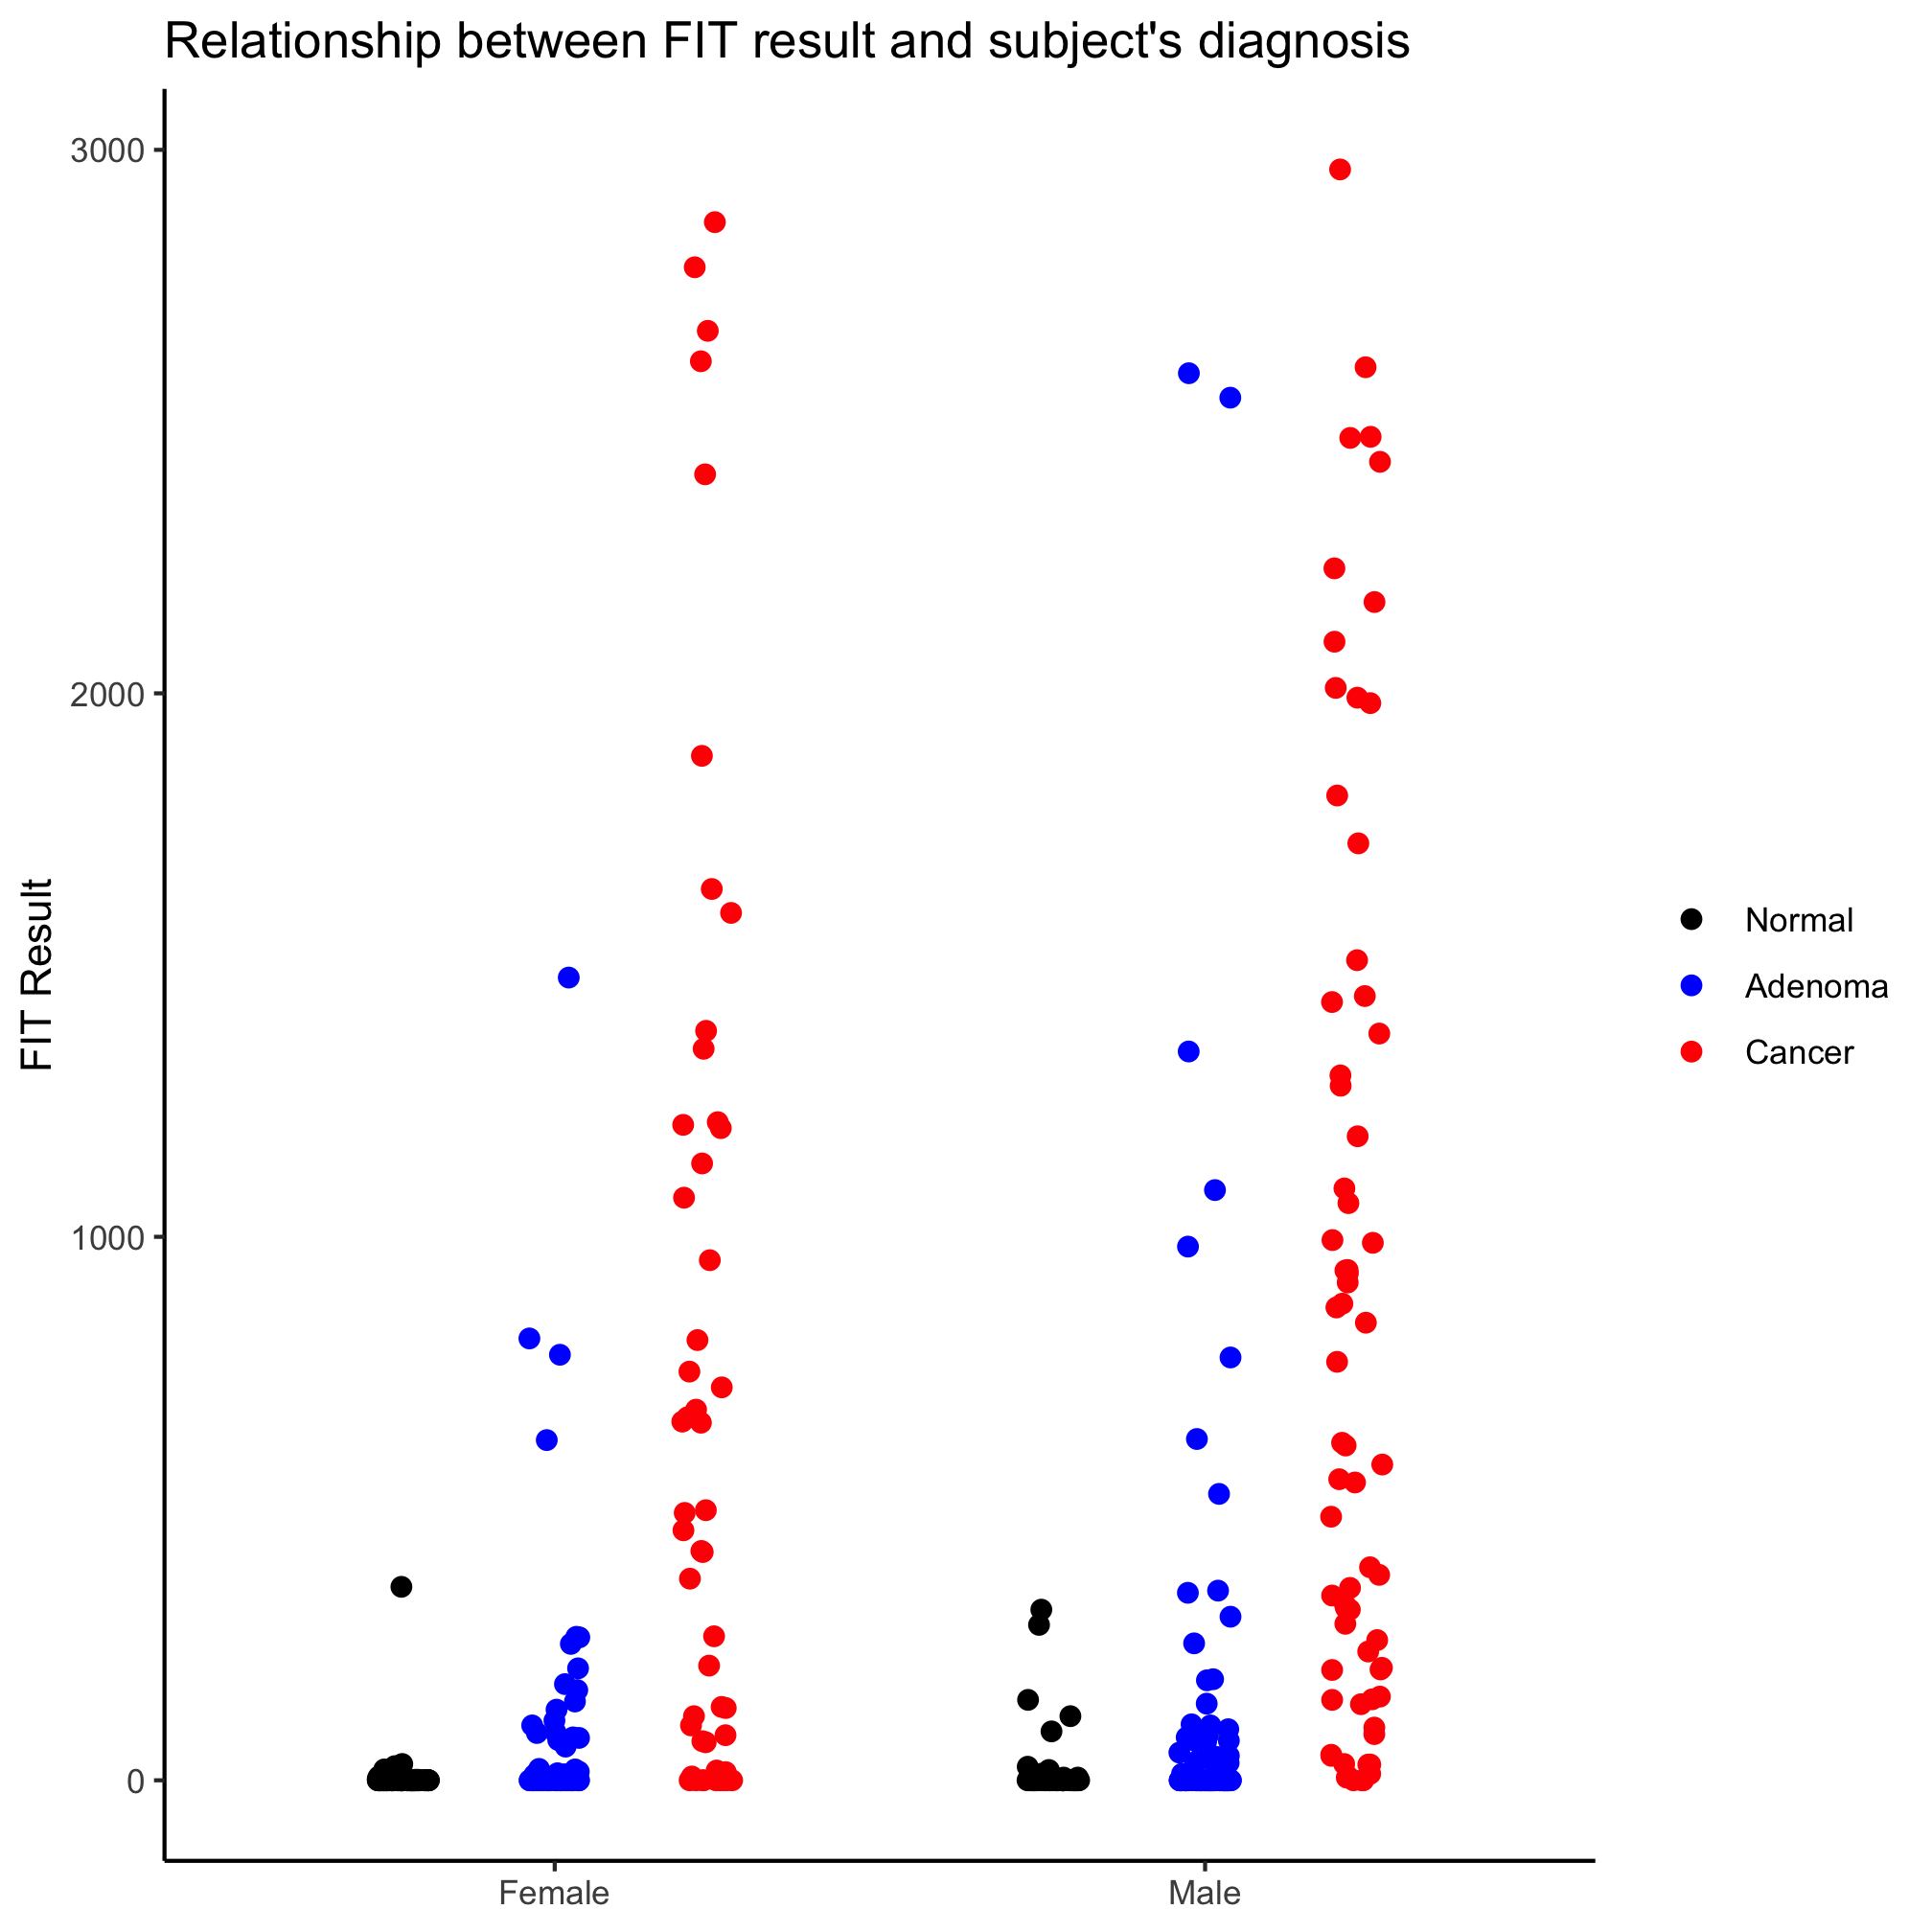 Relationship between FIT result and subject's diagnosis
3000
2000
1000
0
FIT Result
Female
Male
Normal
Adenoma
Cancer